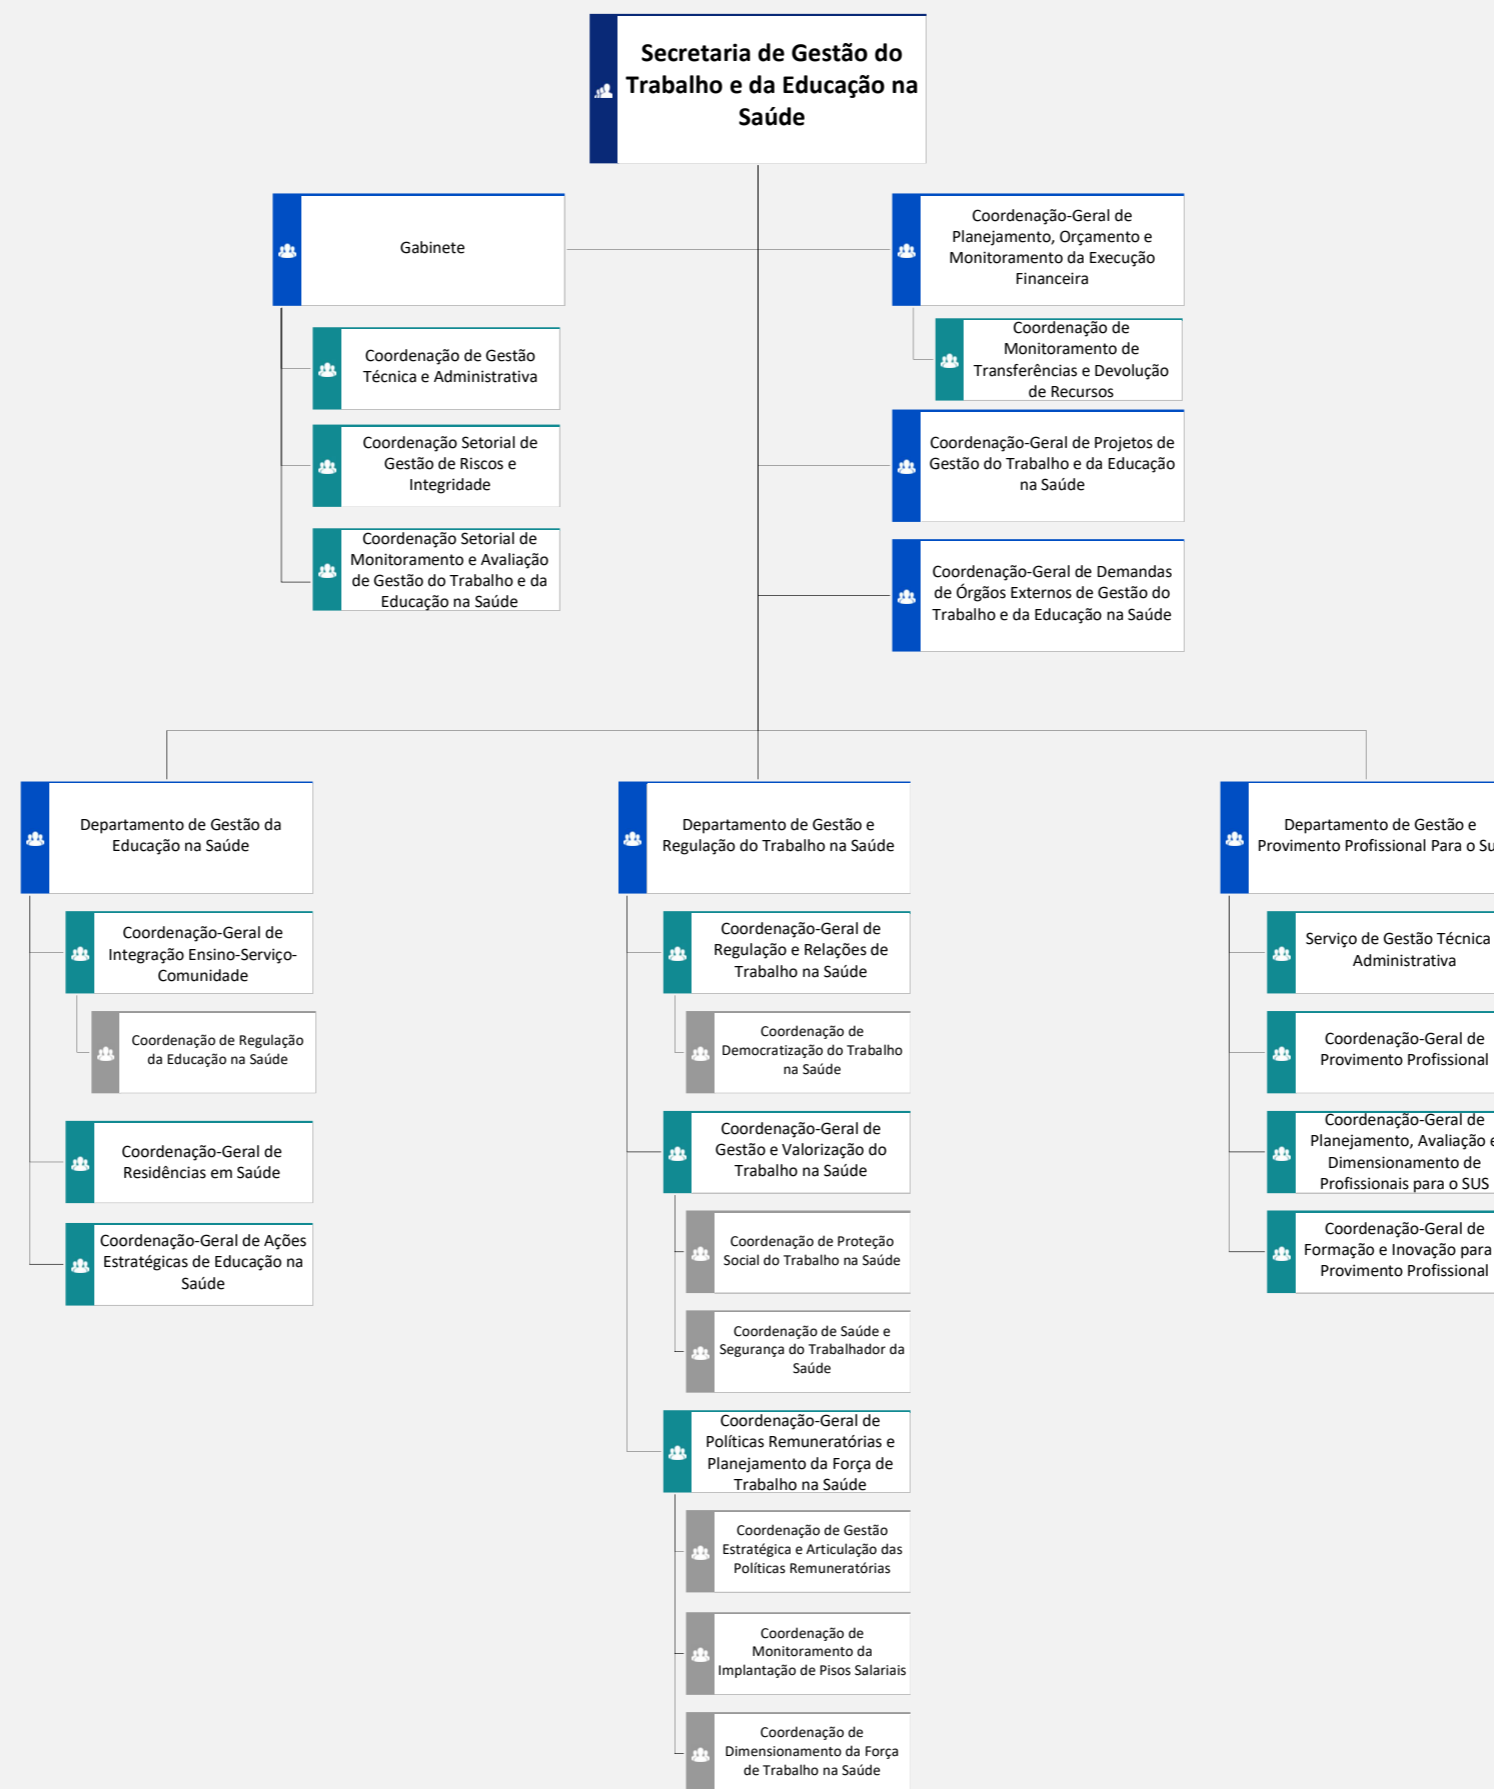 Secretaria de Gestão do
Trabalho e da Educação na
Saúde
Gabinete
Coordenação de Gestão
Técnica e Administrativa
Coordenação Setorial de
Gestão de Riscos e
Integridade
Coordenação Setorial de
Monitoramento e Avaliação
de Gestão do Trabalho e da
Educação na Saúde
Coordenação-Geral de
Planejamento, Orçamento e
Monitoramento da Execução
Financeira
Coordenação de
Monitoramento de
Transferências e Devolução
de Recursos
Coordenação-Geral de Projetos de
Gestão do Trabalho e da Educação
na Saúde
Coordenação-Geral de Demandas
de Órgãos Externos de Gestão do
Trabalho e da Educação na Saúde
Departamento de Gestão da
Educação na Saúde
Coordenação-Geral de
Integração Ensino-Serviço-
Comunidade
Coordenação de Regulação
da Educação na Saúde
Coordenação-Geral de
Residências em Saúde
Coordenação-Geral de Ações
Estratégicas de Educação na
Saúde
Departamento de Gestão e
Regulação do Trabalho na Saúde
Coordenação-Geral de
Regulação e Relações de
Trabalho na Saúde
Coordenação de
Democratização do Trabalho
na Saúde
Coordenação-Geral de
Gestão e Valorização do
Trabalho na Saúde
Coordenação de Proteção
Social do Trabalho na Saúde
Coordenação de Saúde e
Segurança do Trabalhador da
Saúde
Coordenação-Geral de
Políticas Remuneratórias e
Planejamento da Força de
Trabalho na Saúde
Coordenação de Gestão
Estratégica e Articulação das
Políticas Remuneratórias
Coordenação de
Monitoramento da
Implantação de Pisos Salariais
Coordenação de
Dimensionamento da Força
de Trabalho na Saúde
Departamento de Gestão e
Provimento Profissional Para o
Serviço de Gestão Técnica
Administrativa
Coordenação-Geral de
Provimento Profissional
Coordenação-Geral de
Planejamento, Avaliação e
Dimensionamento de
Profissionais para o SUS
Coordenação-Geral de
Formação e Inovação para
Provimento Profissional